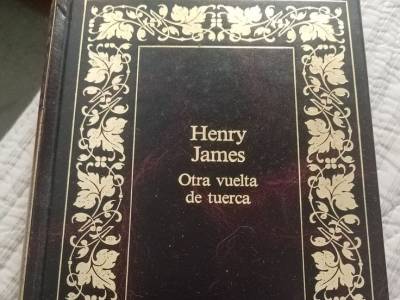 Henry
James
Otra vuelta
de tuerca